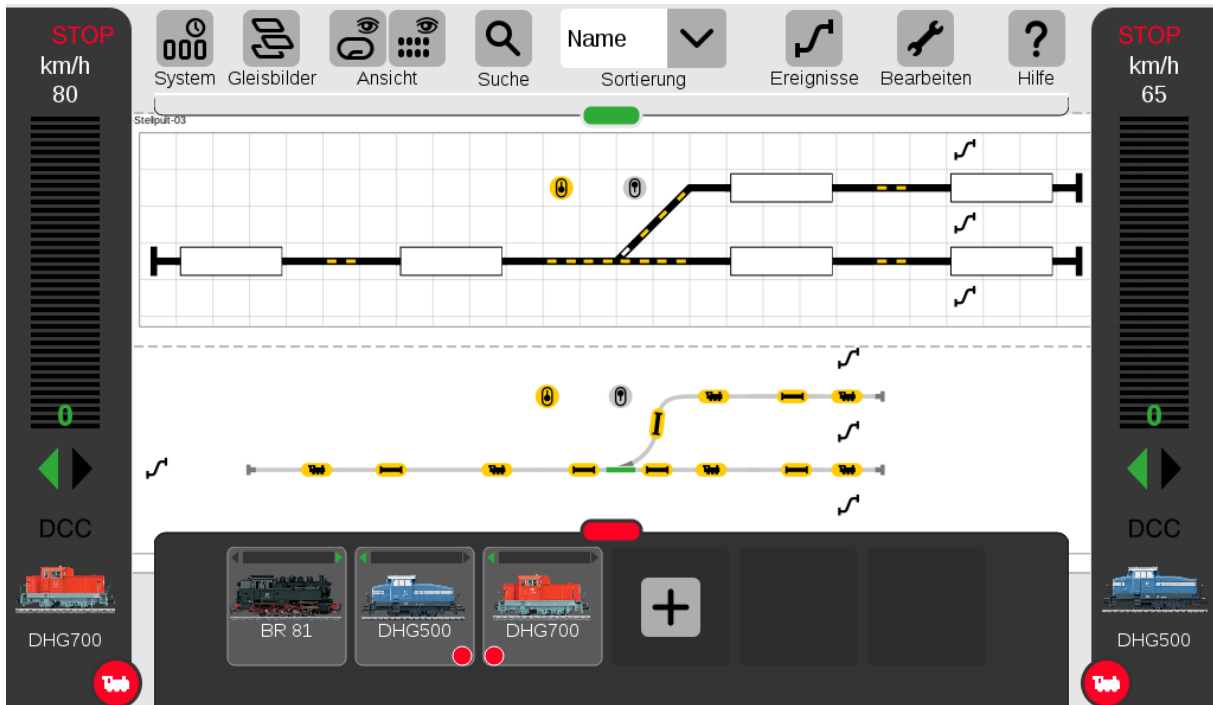 STOP
km/h
80
0
DCC
DHG700
System
Gleisbilder
Ansicht
Suche
Name
Sortierung
Ereignisse
Bearbeiten
Hilfe
Stellpult-03
BR 81
DHG500
DHG700
STOP
km/h
65
0
DCC
DHG500